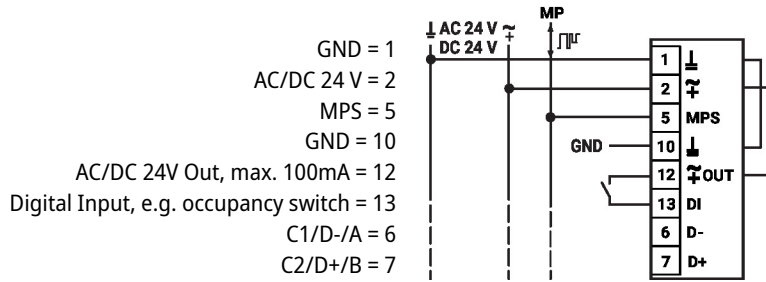 GND = 1
AC/DC 24 V = 2
MPS = 5
GND = 10
AC/DC 24V Out, max. 100mA = 12
Digital Input, e.g. occupancy switch = 13
C1/D-/A = 6
C2/D+/B = 7
MP
AC 24 V
DC 24 V
1
2
5 MPS
GND 10
12 OUT
13 DI
6 D-
7 D+